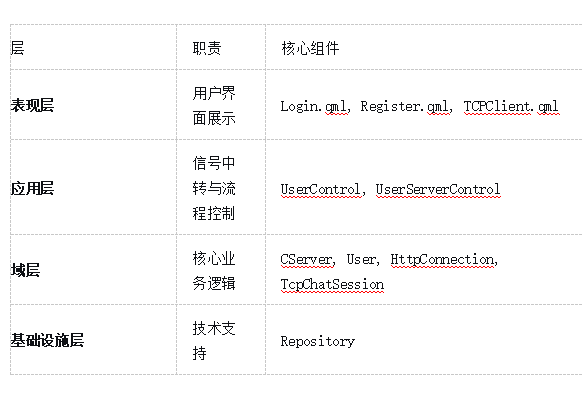 层 职责 核心组件
表现层 用户界面展示 Login.qml, Register.qml, TCPClient.qml
应用层 信号中转与流程控制 UserControl, UserServerControl
域层 核心业务逻辑 CServer, User, HttpConnection, TcpChatSession
基础设施层 技术支持 Repository